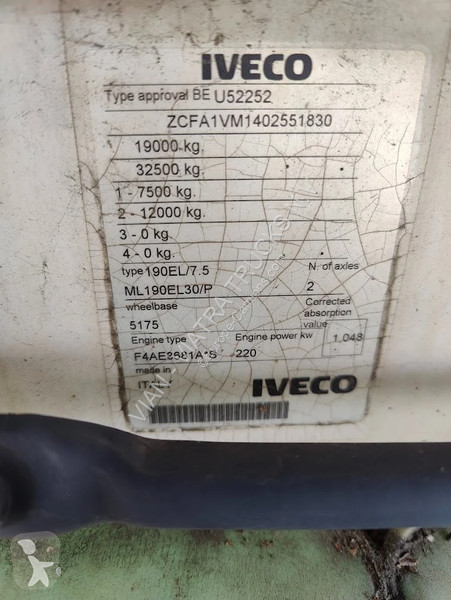 IVECO
Type approval BE U52252
ZCFA1VM1402551830
19000 kg.
32500 kg.
1 - 7500 kg.
2 - 12000 kg.
3 - 0 kg.
4 - 0 kg.
type 190EL/7.5 N. of axles
ML190EL30/P 2
wheelbase Corrected absorption value
5175
Engine type Engine power kw 1,048
220
made in
IVECO